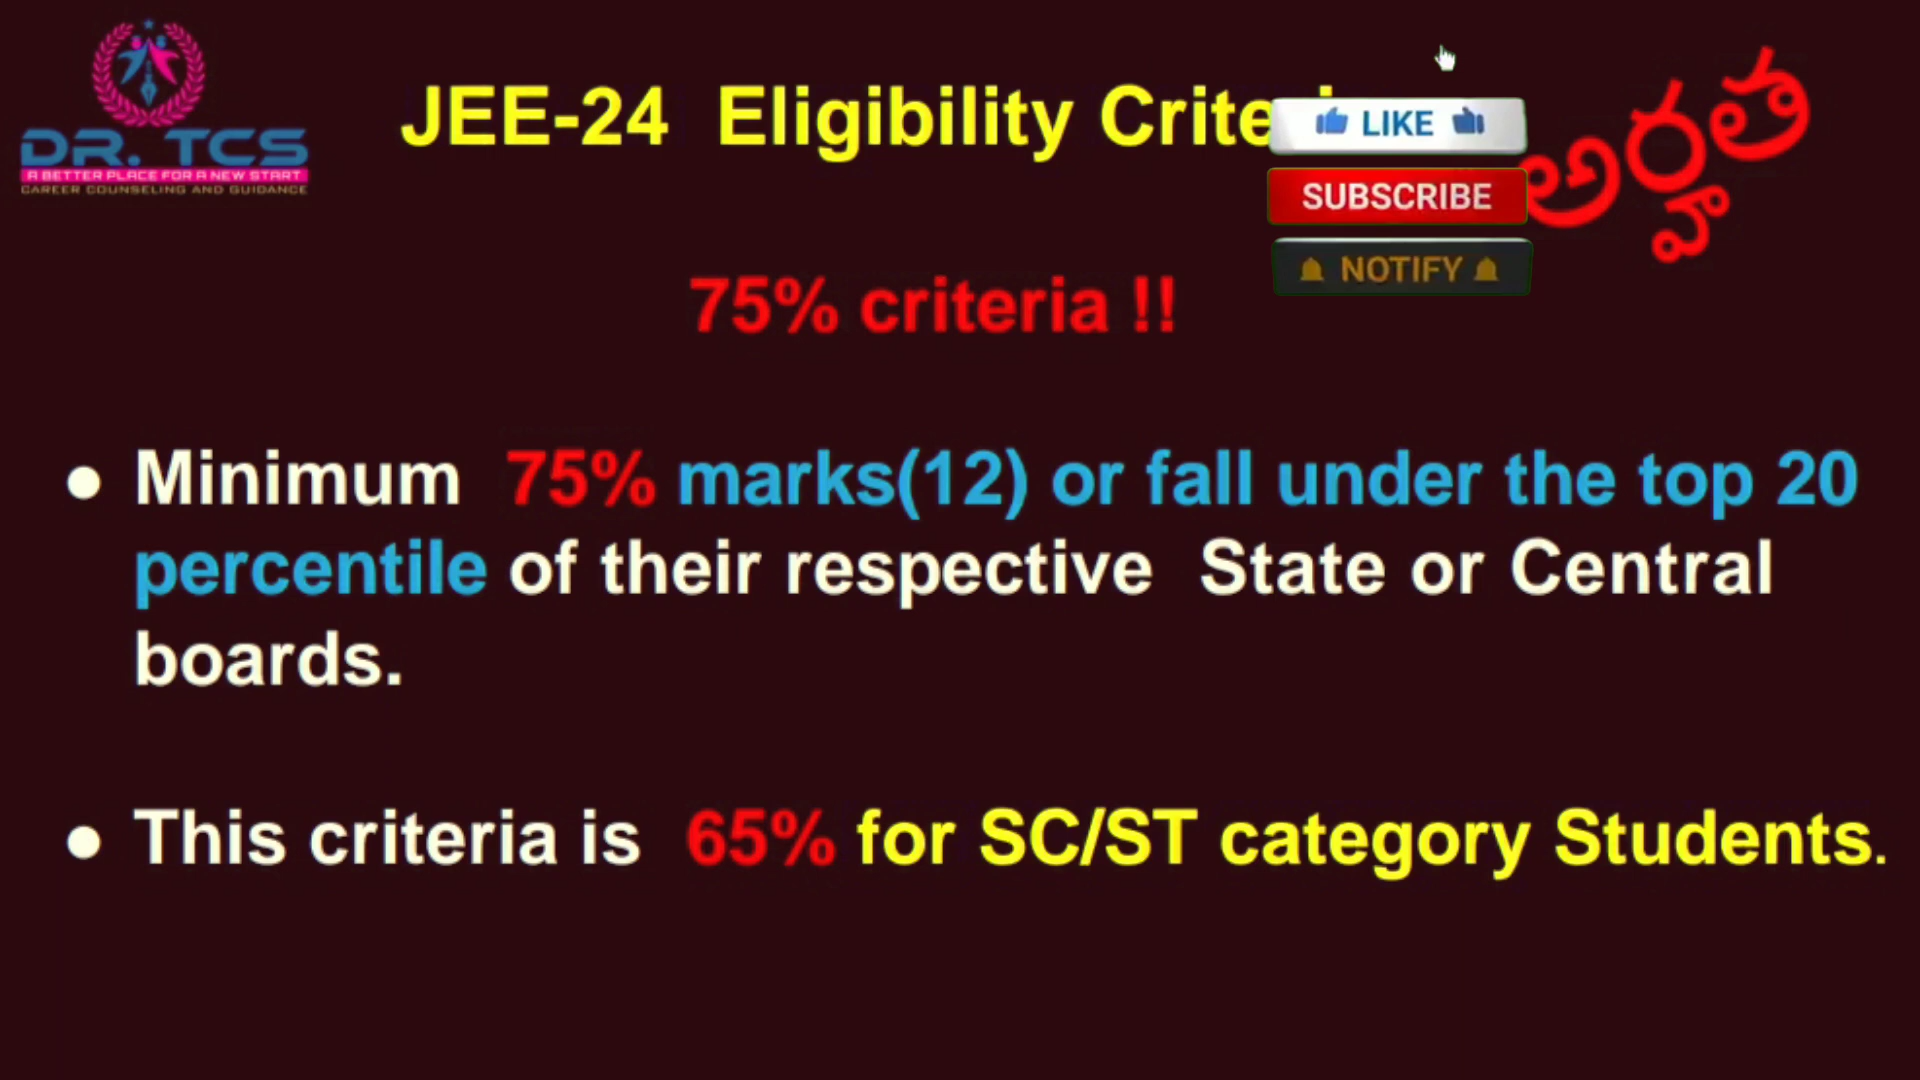 DR. TCS
A BETTER PLACE FOR A NEW START
CAREER COUNSELING AND GUIDANCE
JEE-24 Eligibility Crite
LIKE
SUBSCRIBE
NOTIFY
అర్హత
75% criteria !!
• Minimum 75% marks(12) or fall under the top 20
percentile of their respective State or Central
boards.
• This criteria is 65% for SC/ST category Students.